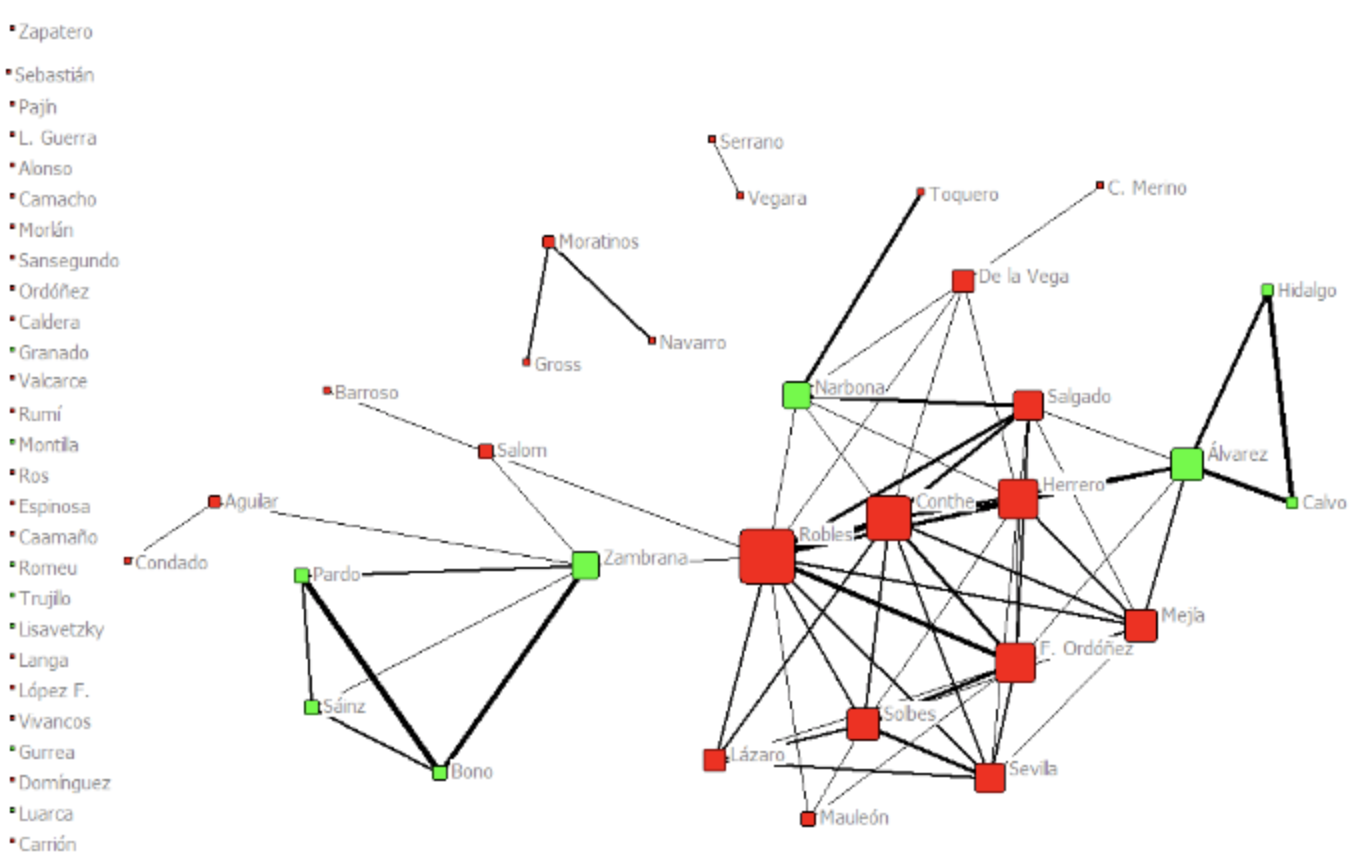 Zapatero
Sebastián
Pajín
L. Guerra
Alonso
Camacho
Morlán
Sansegundo
Ordóñez
Caldera
Granado
Valcarce
Rumí
Montilla
Ros
Espinosa
Caamaño
Romeu
Trujillo
Lisavetzky
Langa
López F.
Vivancos
Gurrea
Domínguez
Luarca
Carrión
Serrano
Vegara
Toquero
C. Merino
Moratinos
De la Vega
Hidalgo
Navarro
Gross
Barroso
Narbona
Salgado
Salom
Álvarez
Aguilar
Conthe
Herrero
Calvo
Robles
Condado
Pardo
Zambrana
Mejía
F. Ordóñez
Sáinz
Solbes
Lázaro
Bono
Sevilla
Mauleón